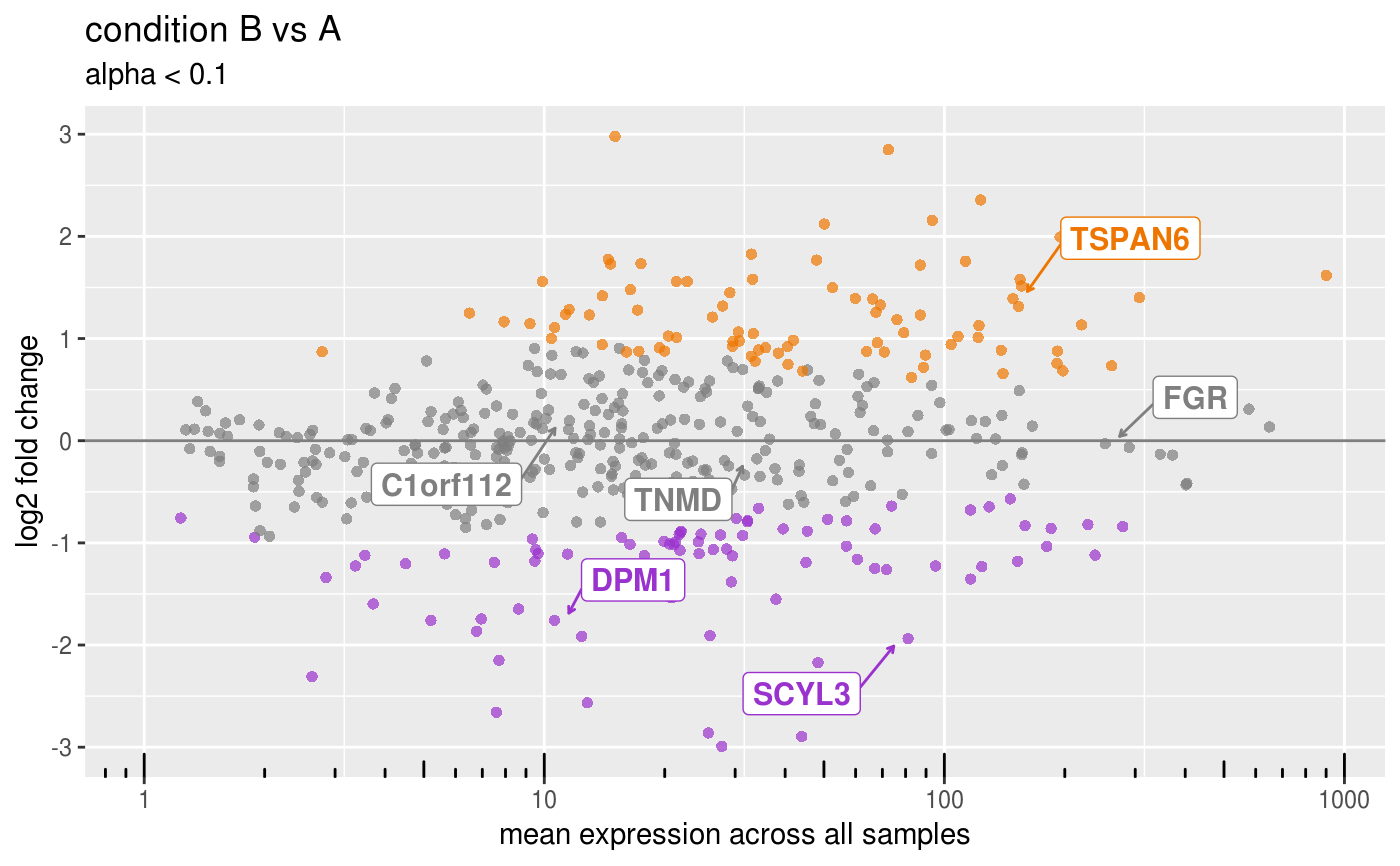 condition B vs A
alpha < 0.1
3
2
1
0
-1
-2
-3
log2 fold change
TSPAN6
FGR
C1orf112
TNMD
DPM1
SCYL3
1
10
100
1000
mean expression across all samples